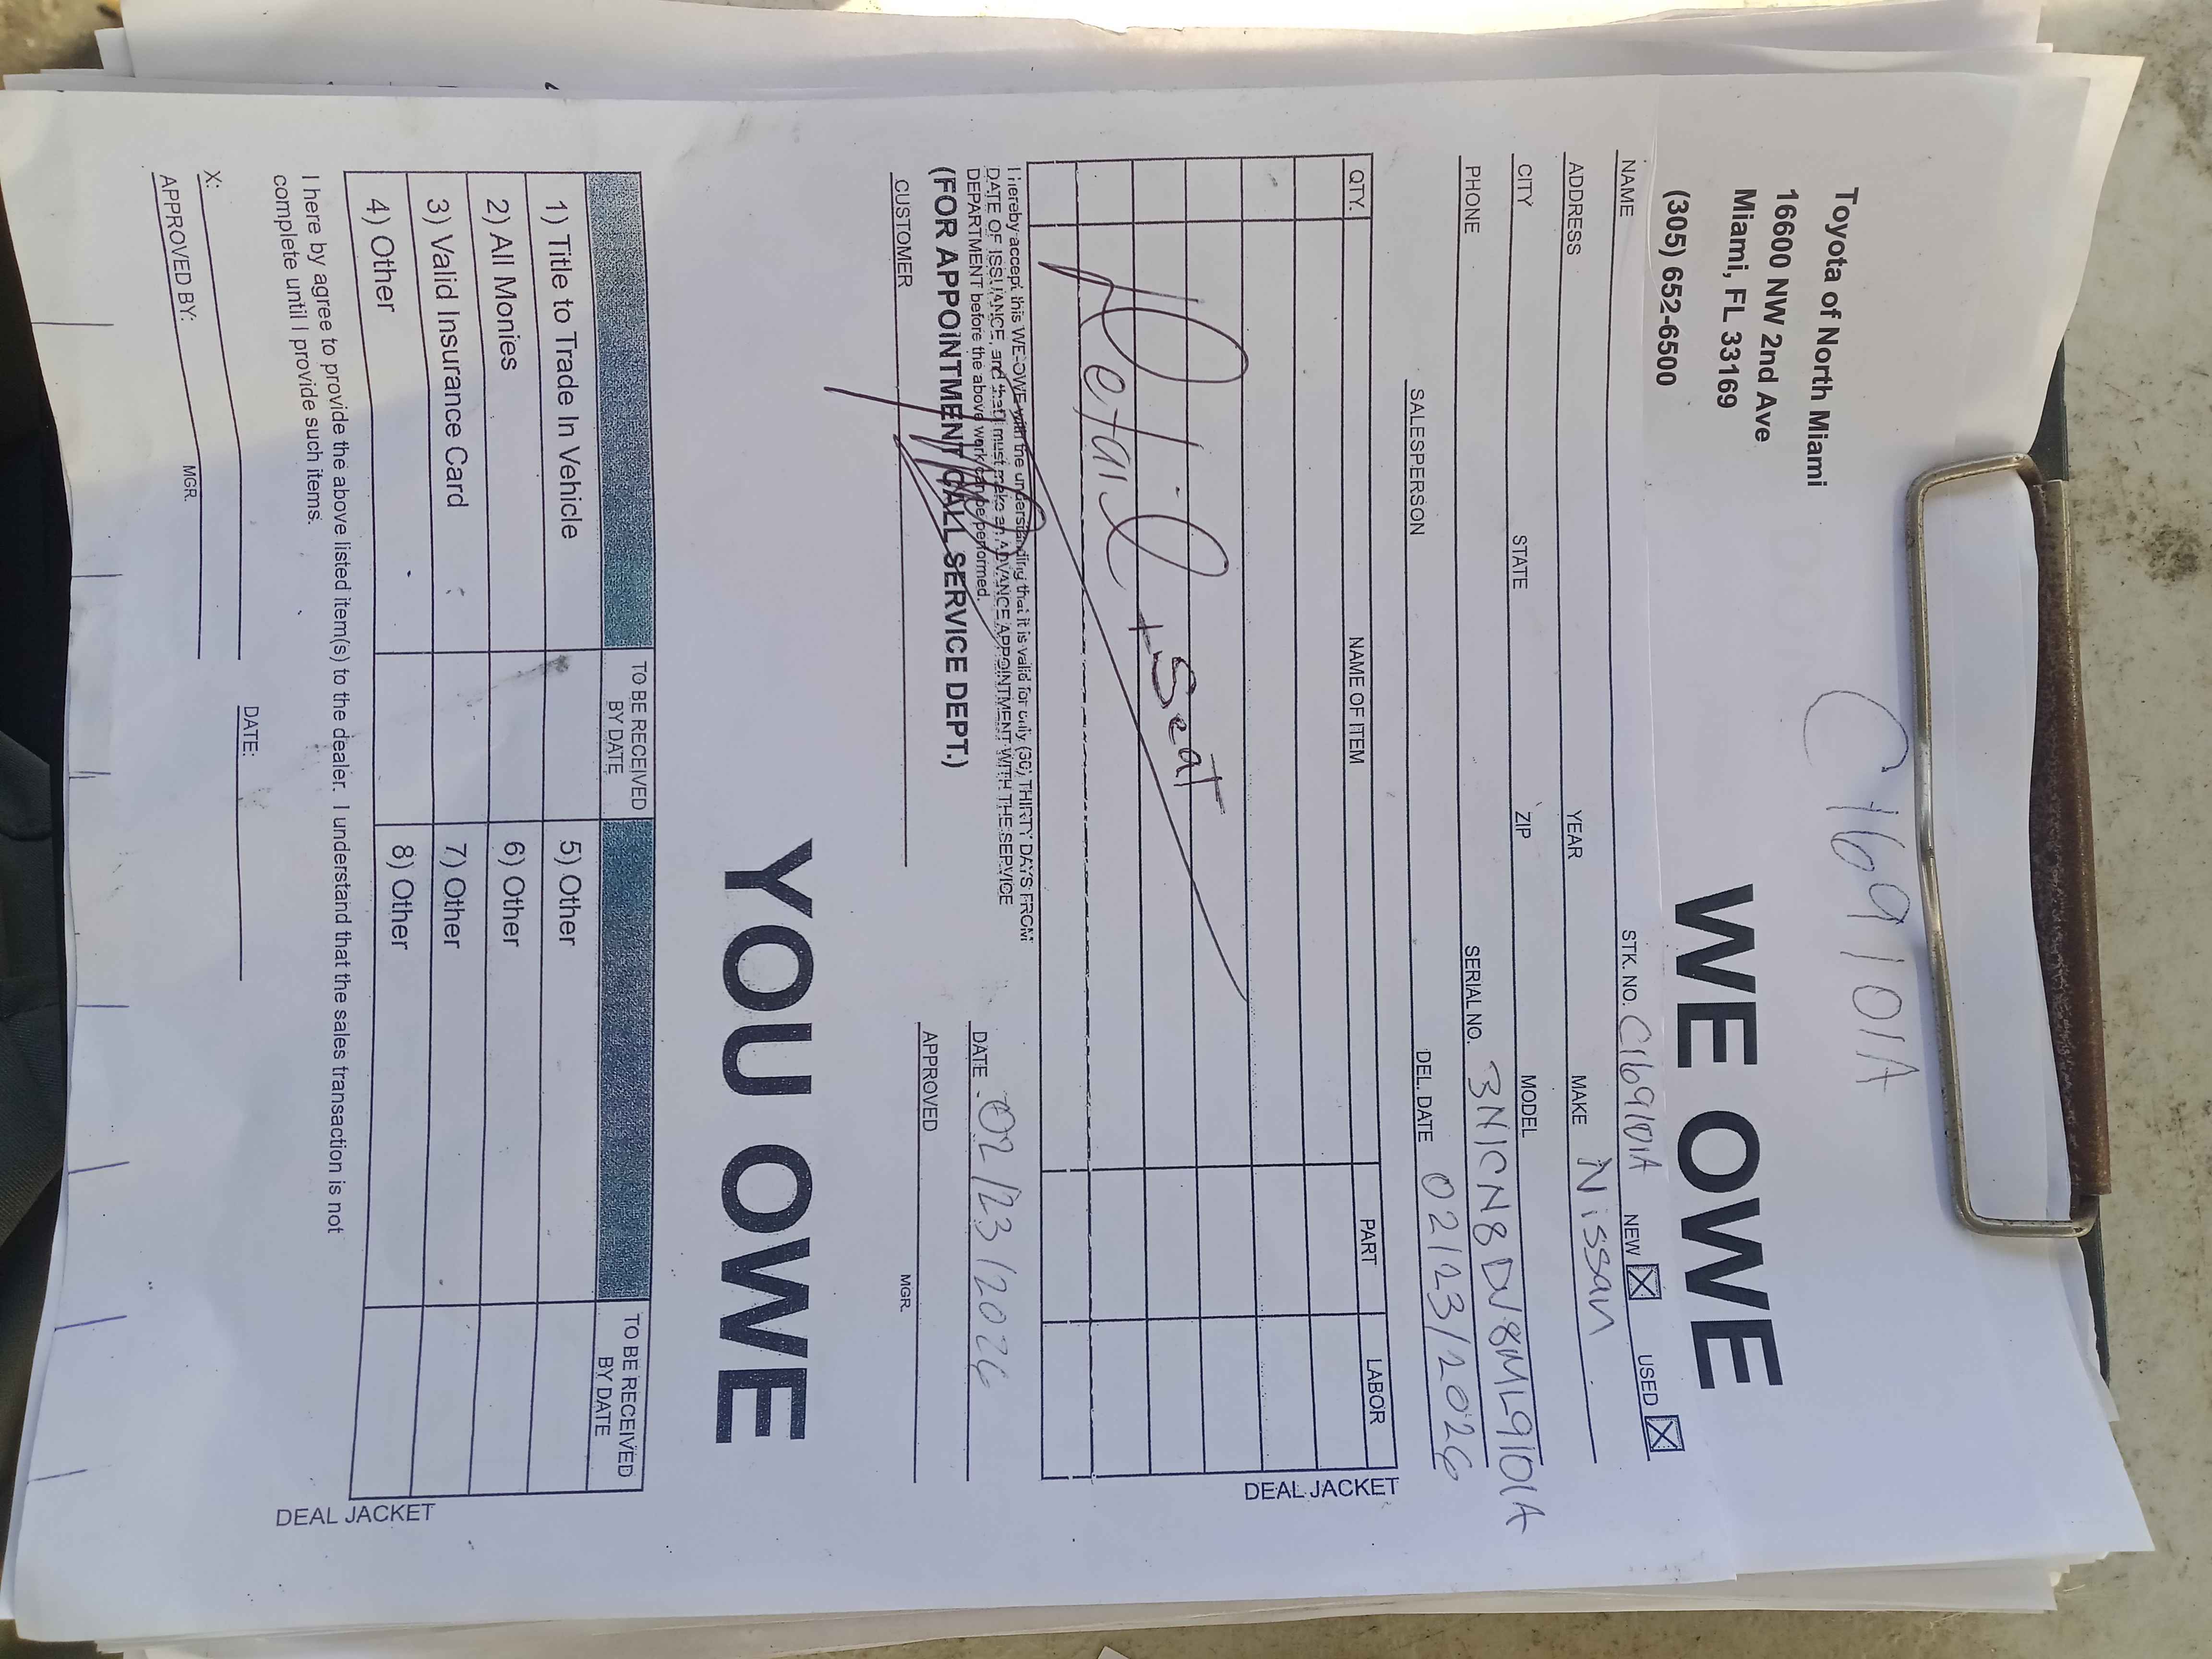 C169101A
Toyota of North Miami
16600 NW 2nd Ave
Miami, FL 33169
(305) 652-6500
WE OWE
NAME STK. NO. C169101A NEW USED
ADDRESS YEAR MAKE Nissan
CITY STATE ZIP MODEL
PHONE SERIAL NO. 3N1CN8DV8ML9101A
SALESPERSON DEL. DATE 02/23/2026
QTY. NAME OF ITEM PART LABOR
Detail + Seat
DEAL JACKET
I hereby accept this WE-OWE with the understanding that it is valid for only (30) THIRTY DAYS FROM
DATE OF ISSUANCE, and that I must make an ADVANCE APPOINTMENT WITH THE SERVICE
DEPARTMENT before the above work can be performed.
(FOR APPOINTMENT CALL SERVICE DEPT.)
DATE 02/23/2026
CUSTOMER
APPROVED MGR.
YOU OWE
TO BE RECEIVED BY DATE TO BE RECEIVED BY DATE
1) Title to Trade In Vehicle 5) Other
2) All Monies 6) Other
3) Valid Insurance Card 7) Other
4) Other 8) Other
DEAL JACKET
I here by agree to provide the above listed item(s) to the dealer. I understand that the sales transaction is not
complete until I provide such items.
X: DATE:
APPROVED BY: MGR.